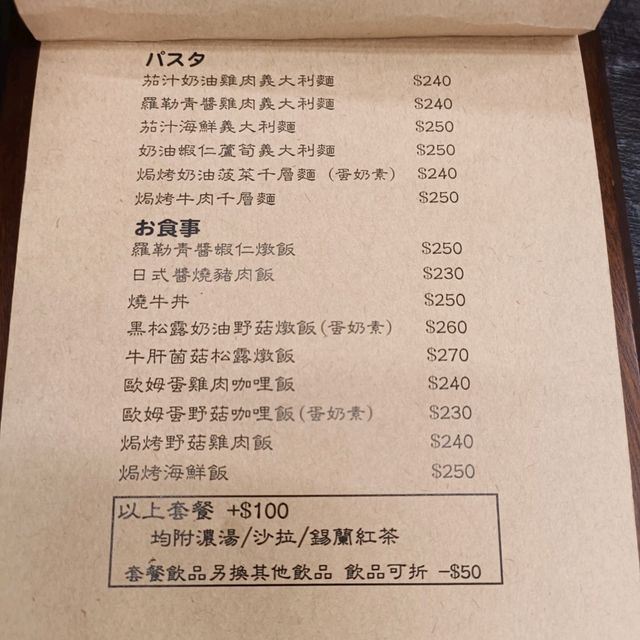 パスタ
茄汁奶油雞肉義大利麵 $240
羅勒青醬雞肉義大利麵 $240
茄汁海鮮義大利麵 $250
奶油蝦仁蘆筍義大利麵 $250
焗烤奶油菠菜千層麵 (蛋奶素) $240
焗烤牛肉千層麵 $250
お食事
羅勒青醬蝦仁燉飯 $250
日式醬燒豬肉飯 $230
燒牛丼 $250
黑松露奶油野菇燉飯(蛋奶素) $260
牛肝菌菇松露燉飯 $270
歐姆蛋雞肉咖哩飯 $240
歐姆蛋野菇咖哩飯(蛋奶素) $230
焗烤野菇雞肉飯 $240
焗烤海鮮飯 $250
以上套餐 +$100
均附濃湯/沙拉/錫蘭紅茶
套餐飲品另換其他飲品 飲品可折 -$50